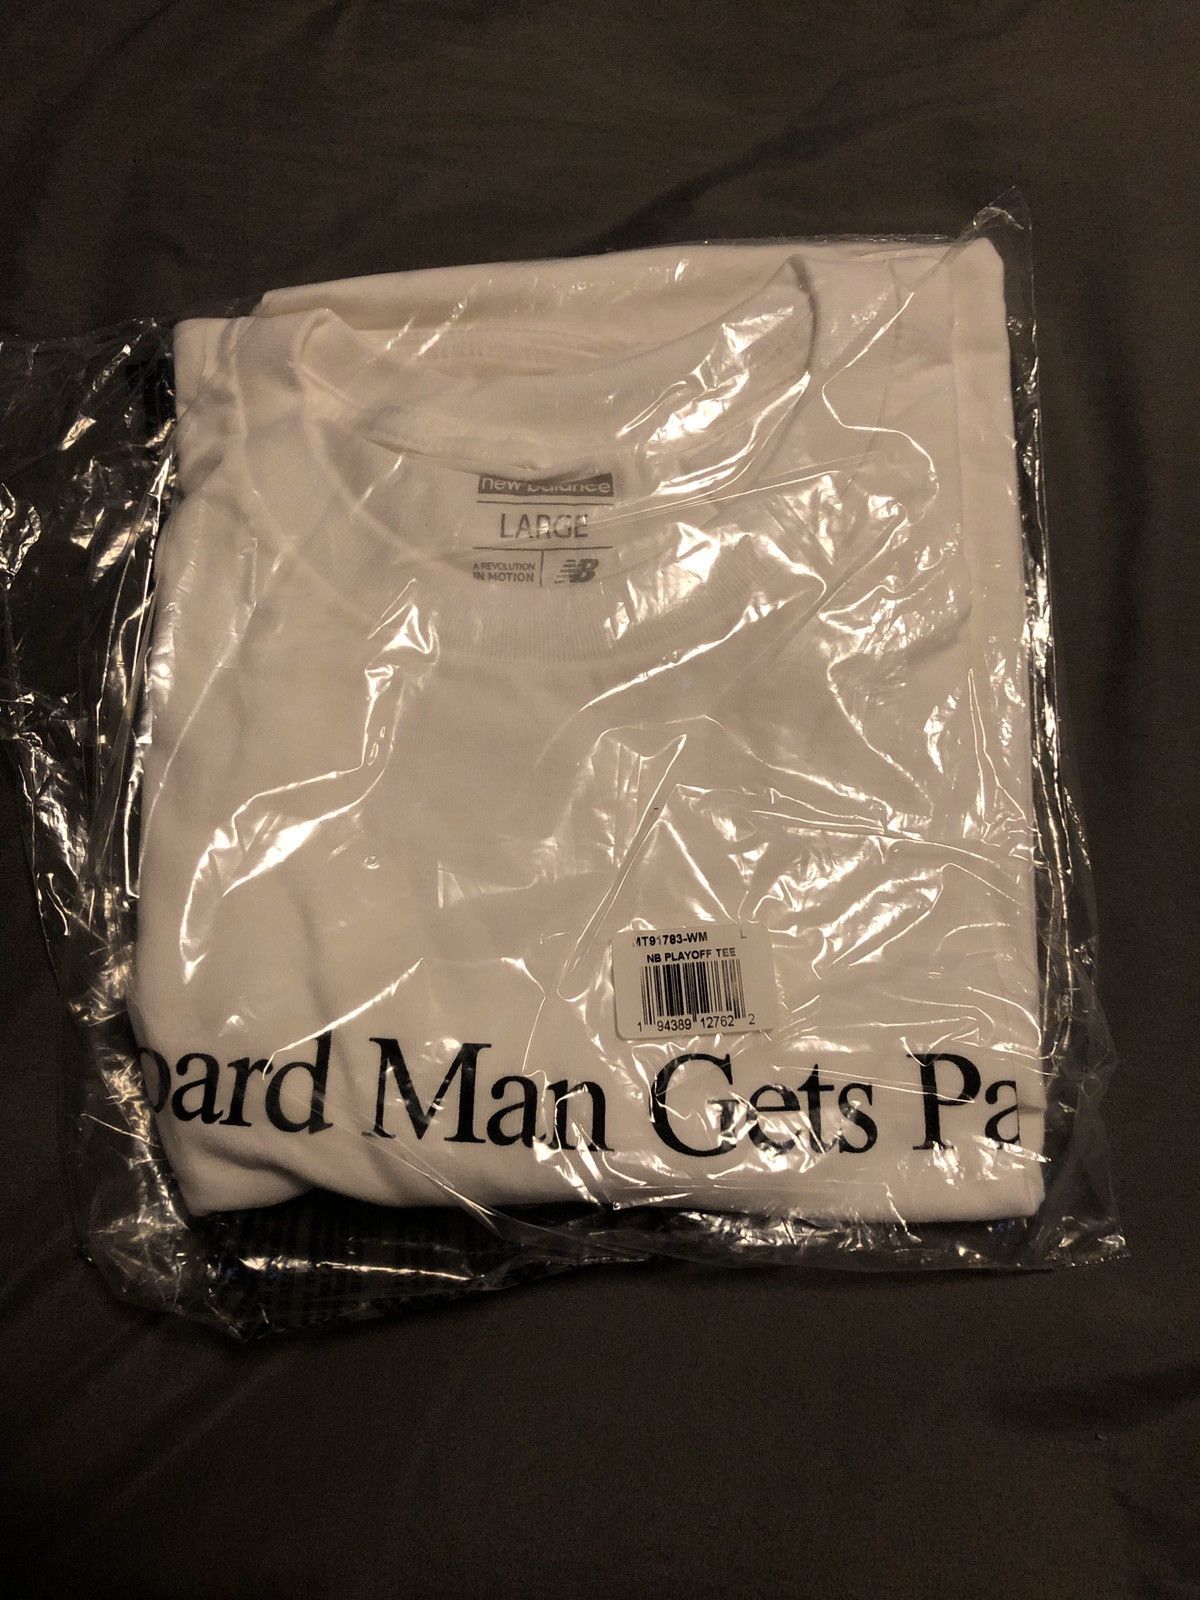 new balance
LARGE
A REVOLUTION
IN MOTION
NB
MT91783-WM L
NB PLAYOFF TEE
1 94389 12762 2
oard Man Gets Pa